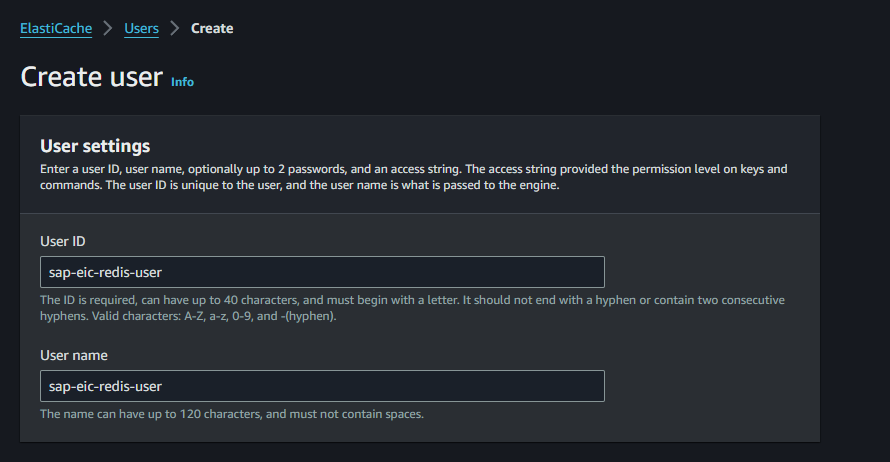 ElastiCache > Users > Create
Create user Info
User settings
Enter a user ID, user name, optionally up to 2 passwords, and an access string. The access string provided the permission level on keys and
commands. The user ID is unique to the user, and the user name is what is passed to the engine.
User ID
sap-eic-redis-user
The ID is required, can have up to 40 characters, and must begin with a letter. It should not end with a hyphen or contain two consecutive
hyphens. Valid characters: A-Z, a-z, 0-9, and -(hyphen).
User name
sap-eic-redis-user
The name can have up to 120 characters, and must not contain spaces.